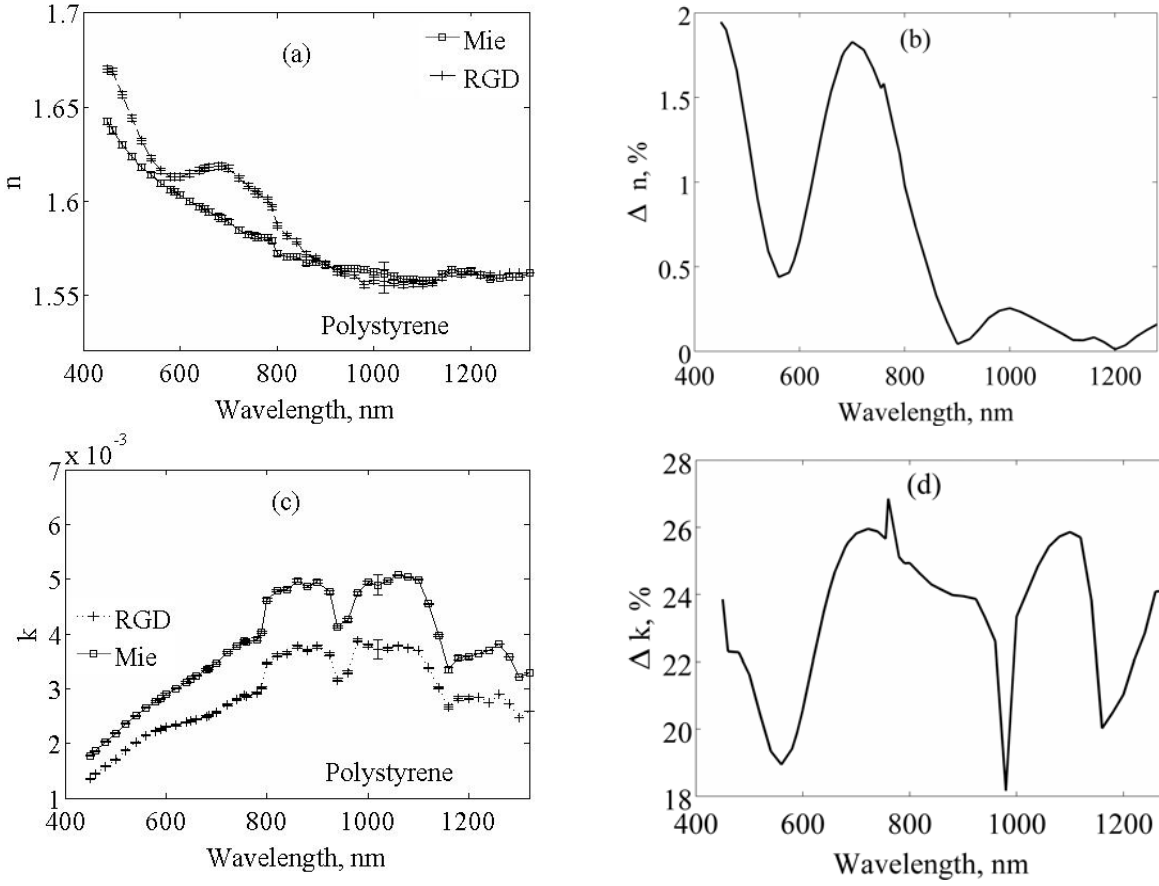 1.7
(a)
Mie
RGD
1.65
n
1.6
1.55
Polystyrene
400 600 800 1000 1200
Wavelength, nm
2
(b)
1.5
Δ n, %
1
0.5
0
400 600 800 1000 1200
Wavelength, nm
x 10⁻³
7
(c)
6
5
k
4
3
2
1
RGD
Mie
Polystyrene
400 600 800 1000 1200
Wavelength, nm
28
(d)
26
24
Δ k, %
22
20
18
400 600 800 1000 1200
Wavelength, nm